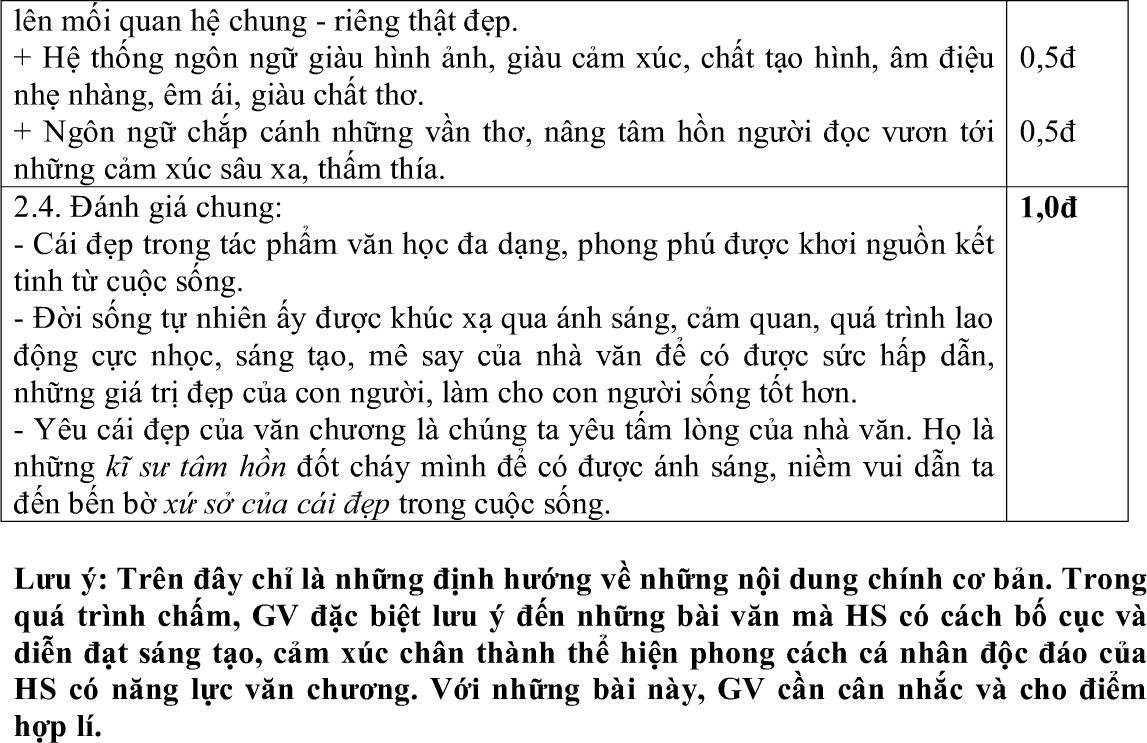 lên mối quan hệ chung - riêng thật đẹp.
+ Hệ thống ngôn ngữ giàu hình ảnh, giàu cảm xúc, chất tạo hình, âm điệu 0,5đ
nhẹ nhàng, êm ái, giàu chất thơ.
+ Ngôn ngữ chắp cánh những vần thơ, nâng tâm hồn người đọc vươn tới 0,5đ
những cảm xúc sâu xa, thấm thía.
2.4. Đánh giá chung: 1,0đ
- Cái đẹp trong tác phẩm văn học đa dạng, phong phú được khơi nguồn kết
tinh từ cuộc sống.
- Đời sống tự nhiên ấy được khúc xạ qua ánh sáng, cảm quan, quá trình lao
động cực nhọc, sáng tạo, mê say của nhà văn để có được sức hấp dẫn,
những giá trị đẹp của con người, làm cho con người sống tốt hơn.
- Yêu cái đẹp của văn chương là chúng ta yêu tấm lòng của nhà văn. Họ là
những kĩ sư tâm hồn đốt cháy mình để có được ánh sáng, niềm vui dẫn ta
đến bến bờ xứ sở của cái đẹp trong cuộc sống.
Lưu ý: Trên đây chỉ là những định hướng về những nội dung chính cơ bản. Trong
quá trình chấm, GV đặc biệt lưu ý đến những bài văn mà HS có cách bố cục và
diễn đạt sáng tạo, cảm xúc chân thành thể hiện phong cách cá nhân độc đáo của
HS có năng lực văn chương. Với những bài này, GV cần cân nhắc và cho điểm
hợp lí.